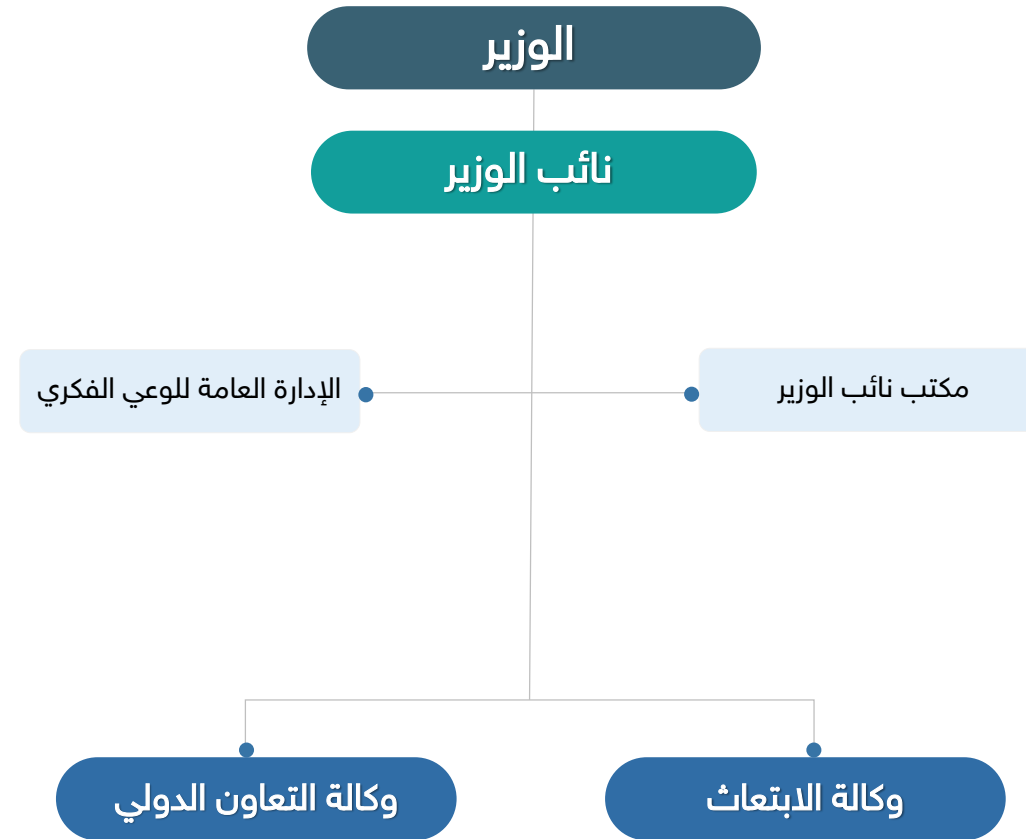 الوزير
نائب الوزير
مكتب نائب الوزير
الإدارة العامة للوعي الفكري
وكالة الابتعاث
وكالة التعاون الدولي